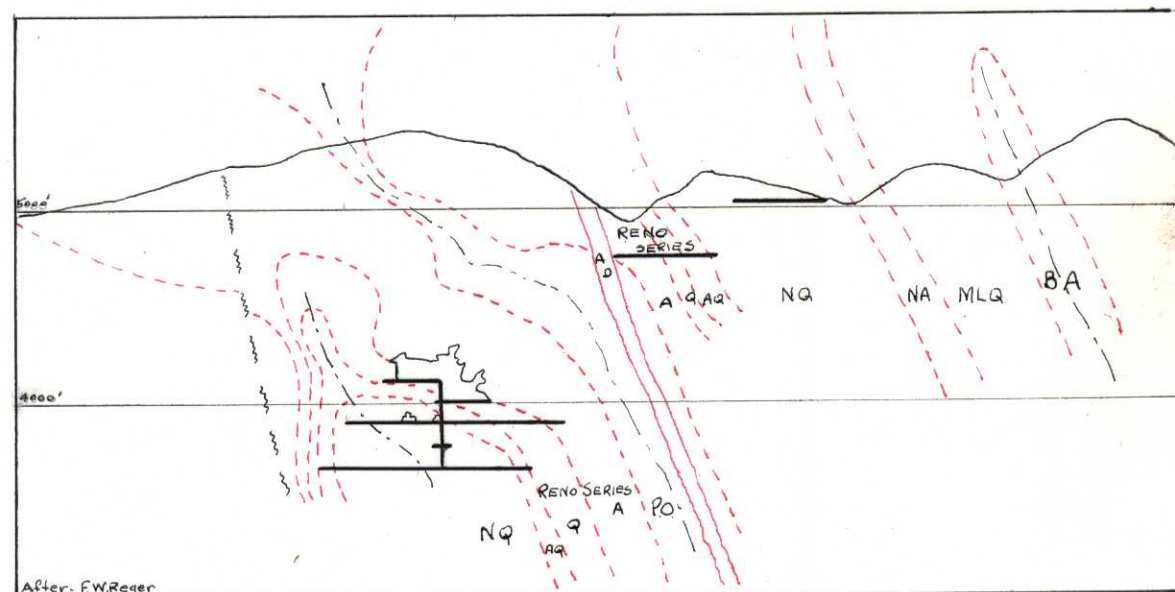 5000'
RENO
SERIES
A
D
A Q AQ
NQ
NA
MLQ
BA
4000'
RENO SERIES
A
P.O.
Q
NQ
AQ
After. F.W.Reger